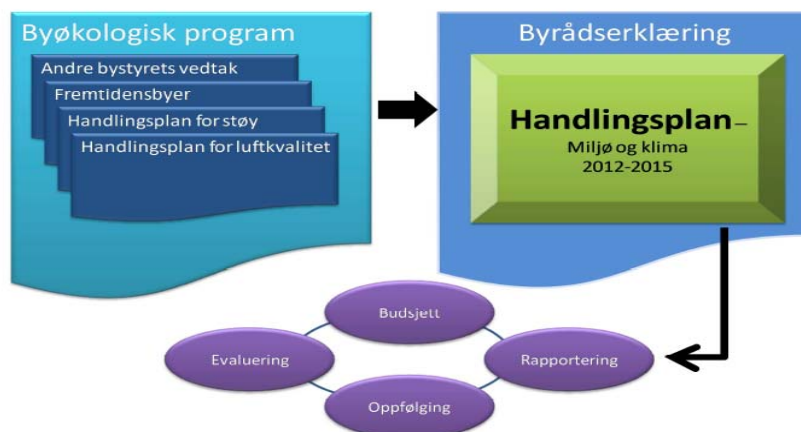 Byøkologisk program
Andre bystyrets vedtak
Fremtidensbyer
Handlingsplan for støy
Handlingsplan for luftkvalitet
Byrådserklæring
Handlingsplan–
Miljø og klima
2012-2015
Budsjett
Evaluering
Rapportering
Oppfølging